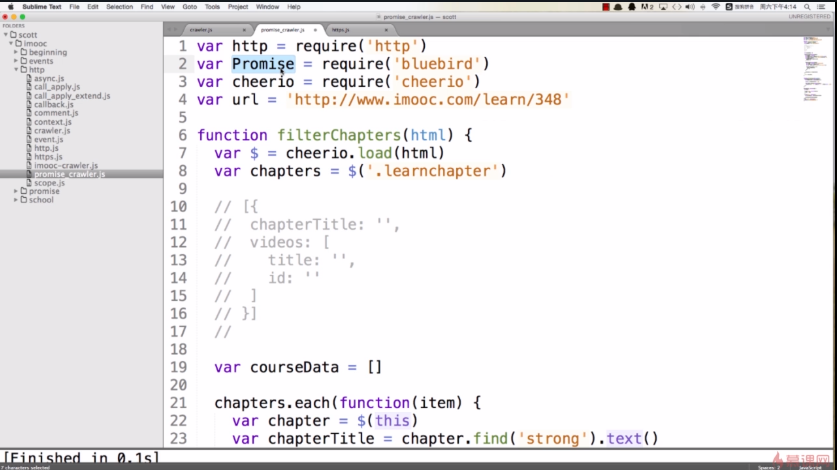 Sublime Text File Edit Selection Find View Goto Tools Project Window Help
周六下午4:14
promise_crawler.js — scott
UNREGISTERED
FOLDERS
crawler.js
promise_crawler.js
https.js
scott
imooc
beginning
events
http
async.js
call_apply.js
call_apply_extend.js
callback.js
comment.js
context.js
crawler.js
event.js
http.js
https.js
imooc-crawler.js
promise_crawler.js
scope.js
promise
school
1 var http = require('http')
2 var Promise = require('bluebird')
3 var cheerio = require('cheerio')
4 var url = 'http://www.imooc.com/learn/348'
5
6 function filterChapters(html) {
7 var $ = cheerio.load(html)
8 var chapters = $('.learnchapter')
9
10 // [{
11 // chapterTitle: '',
12 // videos: [
13 // title: '',
14 // id: ''
15 // ]
16 // }]
17 //
18
19 var courseData = []
20
21 chapters.each(function(item) {
22 var chapter = $(this)
23 var chapterTitle = chapter.find('strong').text()
[Finished in 0.1s]
7 characters selected
Spaces: 2
JavaScript
慕课网